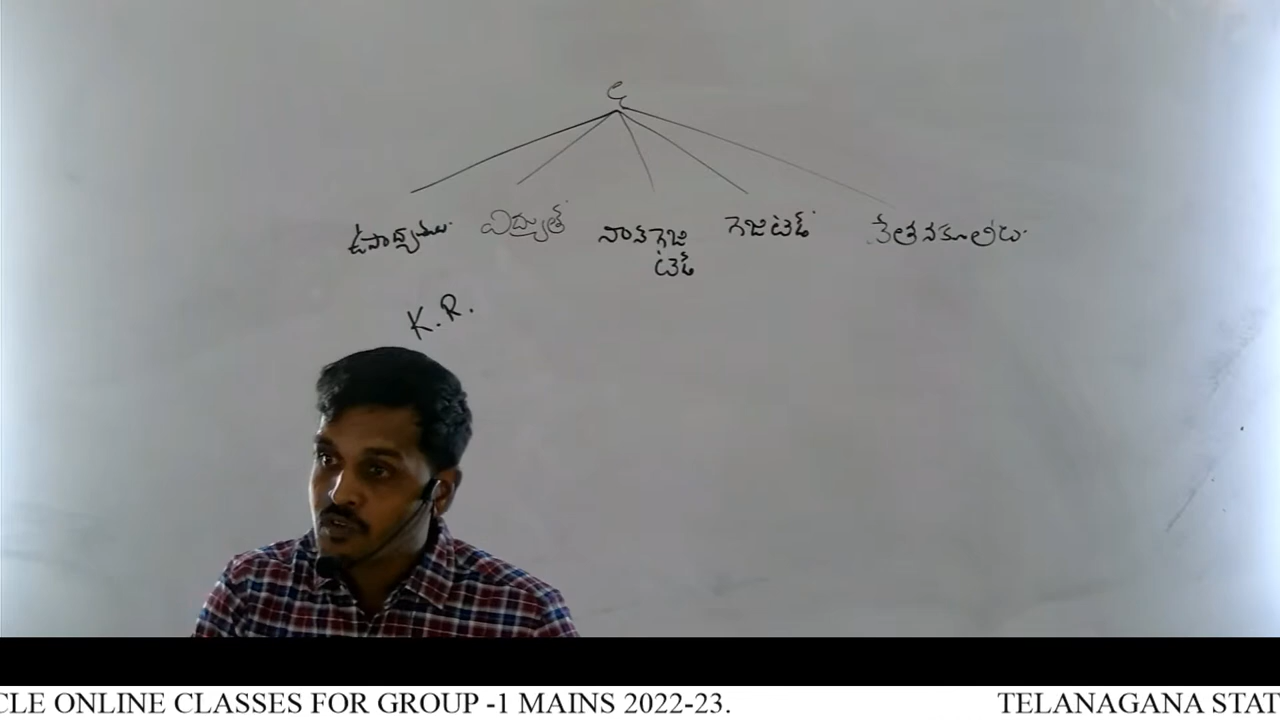 ఉపాధ్యాయులు విద్యుత్ నాన్ గెజి గెజిటెడ్ వేతనకూలీలు
టెడ్
K.R.
CLE ONLINE CLASSES FOR GROUP -1 MAINS 2022-23. TELANAGANA STAT